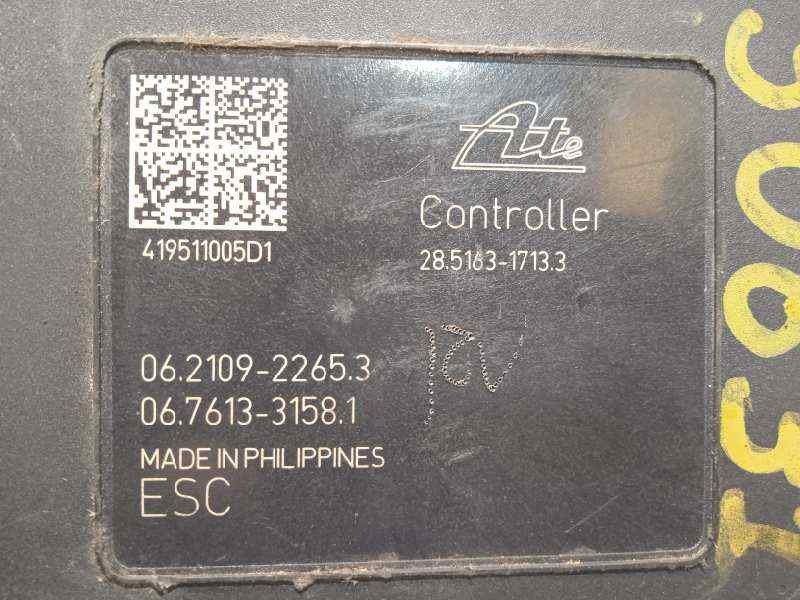 Ate
Controller
28.5163-1713.3
419511005D1
06.2109-2265.3
06.7613-3158.1
MADE IN PHILIPPINES
ESC